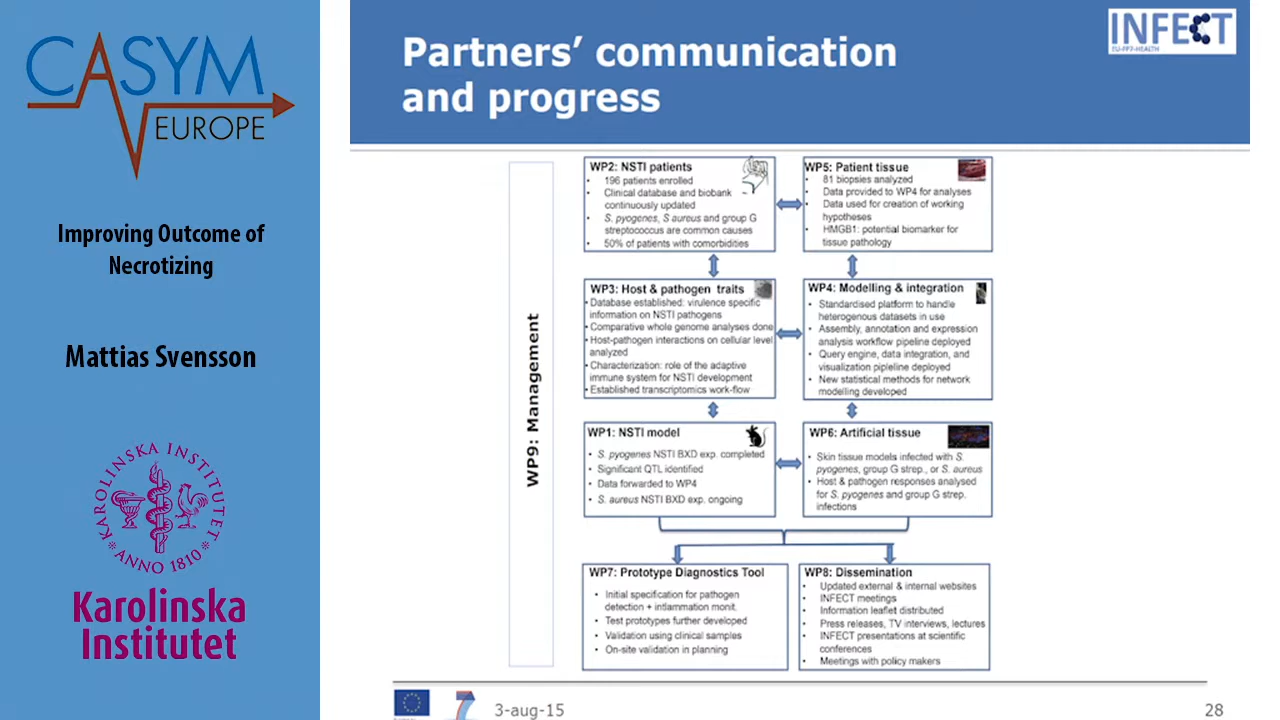 CASYM
EUROPE
Improving Outcome of
Necrotizing
Mattias Svensson
KAROLINSKA INSTITUTET
ANNO 1810
Karolinska
Institutet
INFECT
EU-FP7-HEALTH
Partners’ communication
and progress
WP9: Management
WP2: NSTI patients
• 196 patients enrolled
• Clinical database and biobank
continuously updated
• S. pyogenes, S aureus and group G
streptococcus are common causes
• 50% of patients with comorbidities
WP5: Patient tissue
• 81 biopsies analyzed
• Data provided to WP4 for analyses
• Data used for creation of working
hypotheses
• HMGB1: potential biomarker for
tissue pathology
WP3: Host & pathogen traits
• Database established: virulence specific
information on NSTI pathogens
• Comparative whole genome analyses done
• Host-pathogen interactions on cellular level
analyzed
• Characterization: role of the adaptive
immune system for NSTI development
• Established transcriptomics work-flow
WP4: Modelling & integration
• Standardised platform to handle
heterogenous datasets in use
• Assembly, annotation and expression
analysis workflow pipeline deployed
• Query engine, data integration, and
visualization pipleline deployed
• New statistical methods for network
modelling developed
WP1: NSTI model
• S. pyogenes NSTI BXD exp. completed
• Significant QTL identified
• Data forwarded to WP4
• S. aureus NSTI BXD exp. ongoing
WP6: Artificial tissue
• Skin tissue models infected with S.
pyogenes, group G strep., or S. aureus
• Host & pathogen responses analysed
for S. pyogenes and group G strep.
infections
WP7: Prototype Diagnostics Tool
• Initial specification for pathogen
detection + inflammation monit.
• Test prototypes further developed
• Validation using clinical samples
• On-site validation in planning
WP8: Dissemination
• Updated external & internal websites
• INFECT meetings
• Information leaflet distributed
• Press releases, TV interviews, lectures
• INFECT presentations at scientific
conferences
• Meetings with policy makers
3-aug-15
28